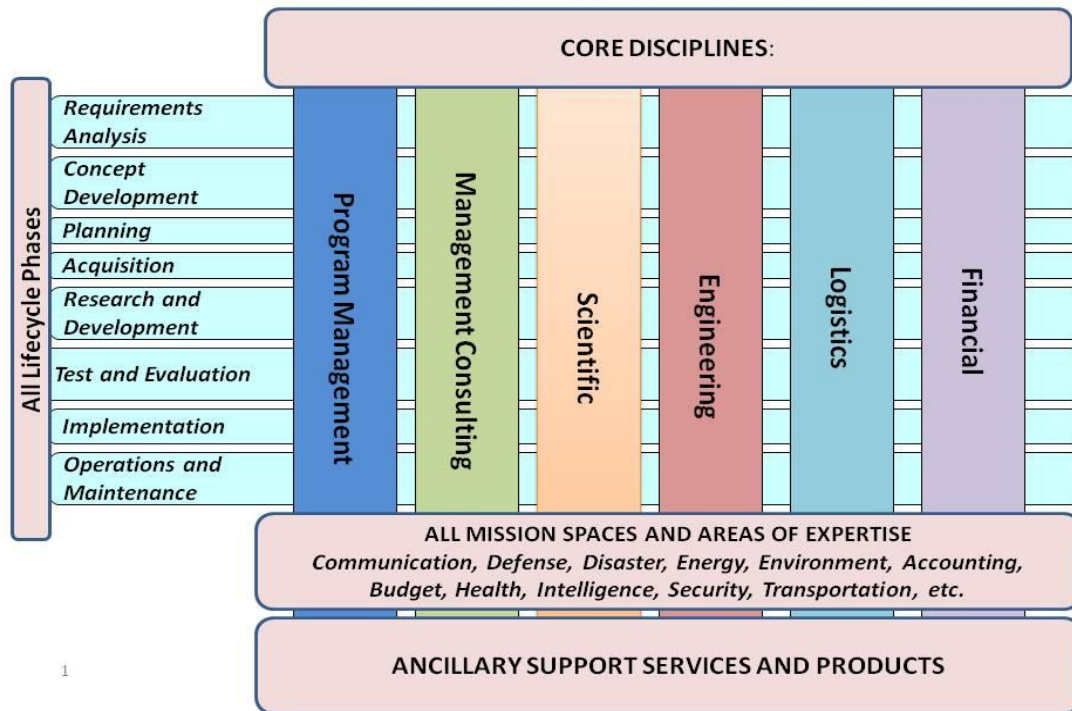 CORE DISCIPLINES:
All Lifecycle Phases
Requirements
Analysis
Concept
Development
Planning
Acquisition
Research and
Development
Test and Evaluation
Implementation
Operations and
Maintenance
Program Management
Management Consulting
Scientific
Engineering
Logistics
Financial
ALL MISSION SPACES AND AREAS OF EXPERTISE
Communication, Defense, Disaster, Energy, Environment, Accounting,
Budget, Health, Intelligence, Security, Transportation, etc.
ANCILLARY SUPPORT SERVICES AND PRODUCTS
1